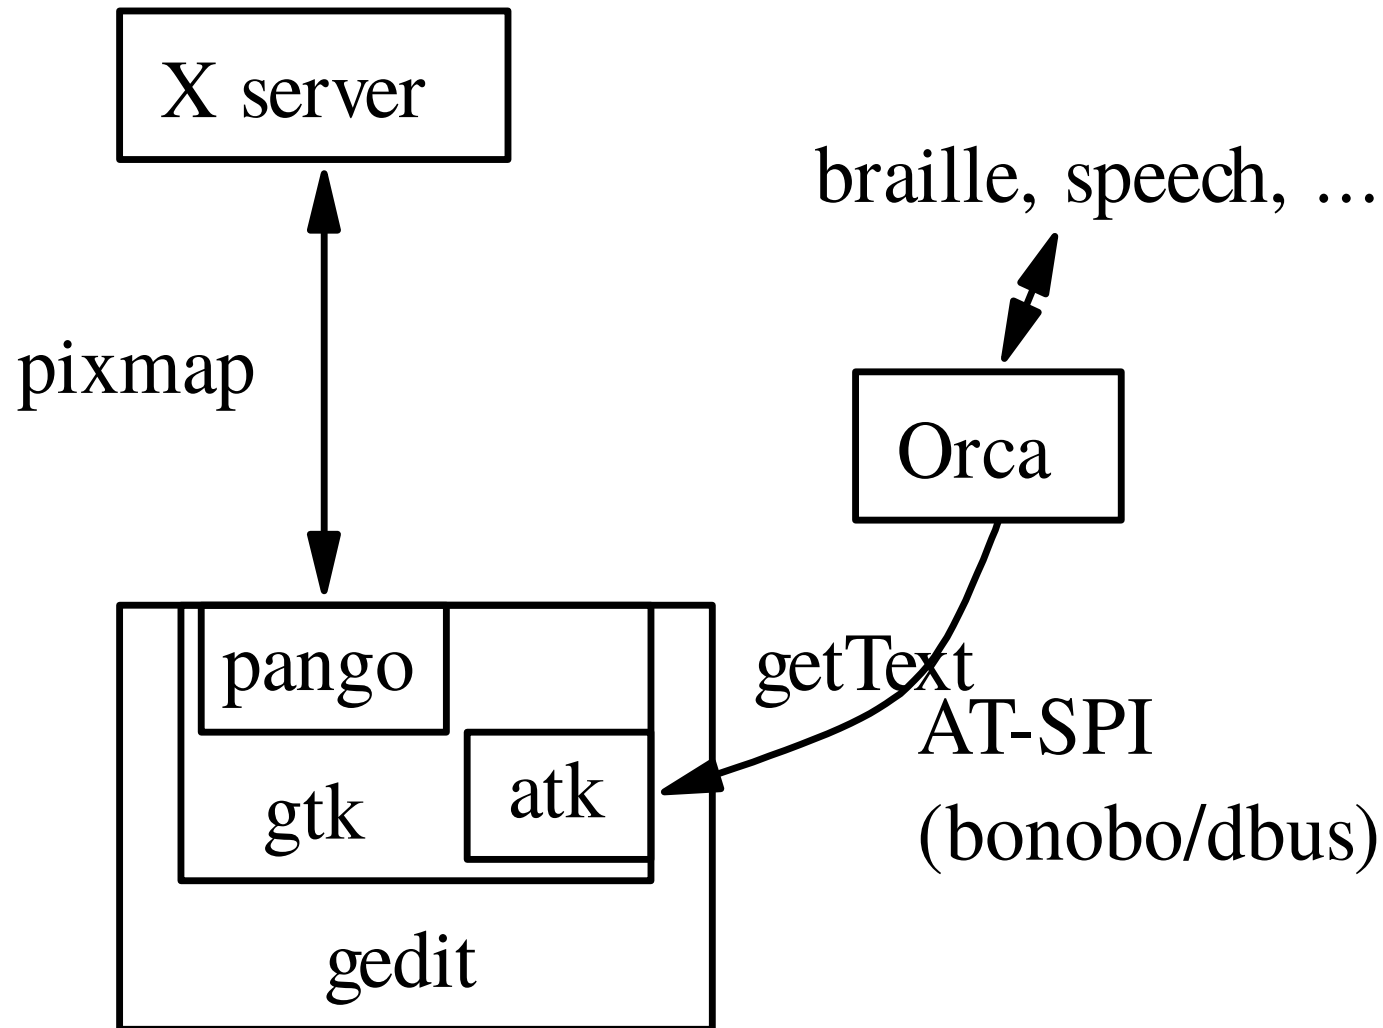 X server
braille, speech, ...
pixmap
Orca
pango
getText
AT-SPI
atk
gtk
(bonobo/dbus)
gedit